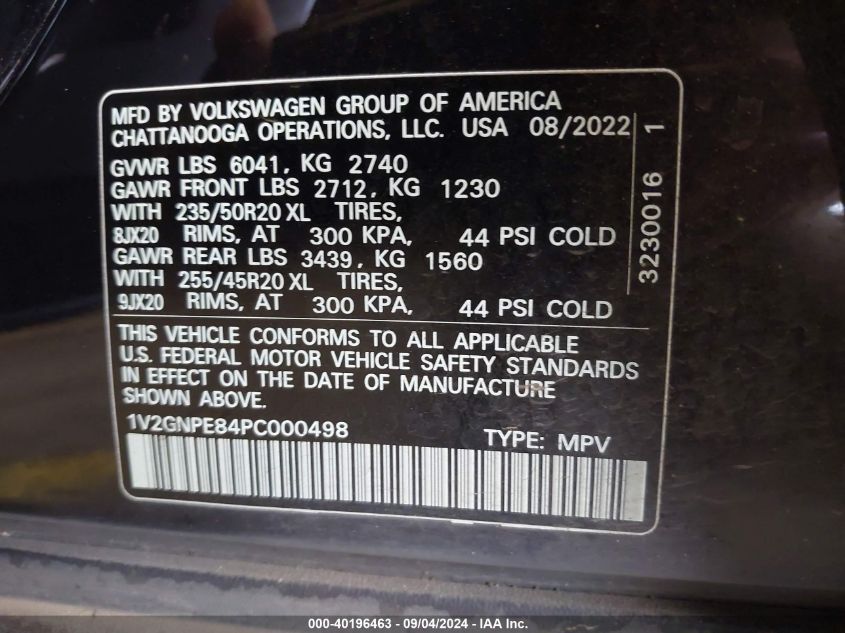 MFD BY VOLKSWAGEN GROUP OF AMERICA
CHATTANOOGA OPERATIONS, LLC. USA 08/2022
GVWR LBS 6041, KG 2740
GAWR FRONT LBS 2712, KG 1230
WITH 235/50R20 XL TIRES,
8JX20 RIMS, AT 300 KPA, 44 PSI COLD
GAWR REAR LBS 3439, KG 1560
WITH 255/45R20 XL TIRES,
9JX20 RIMS, AT 300 KPA, 44 PSI COLD
THIS VEHICLE CONFORMS TO ALL APPLICABLE
U.S. FEDERAL MOTOR VEHICLE SAFETY STANDARDS
IN EFFECT ON THE DATE OF MANUFACTURE
SHOWN ABOVE.
1V2GNPE84PC000498 TYPE: MPV
3230016 1
000-40196463 - 09/04/2024 - IAA Inc.